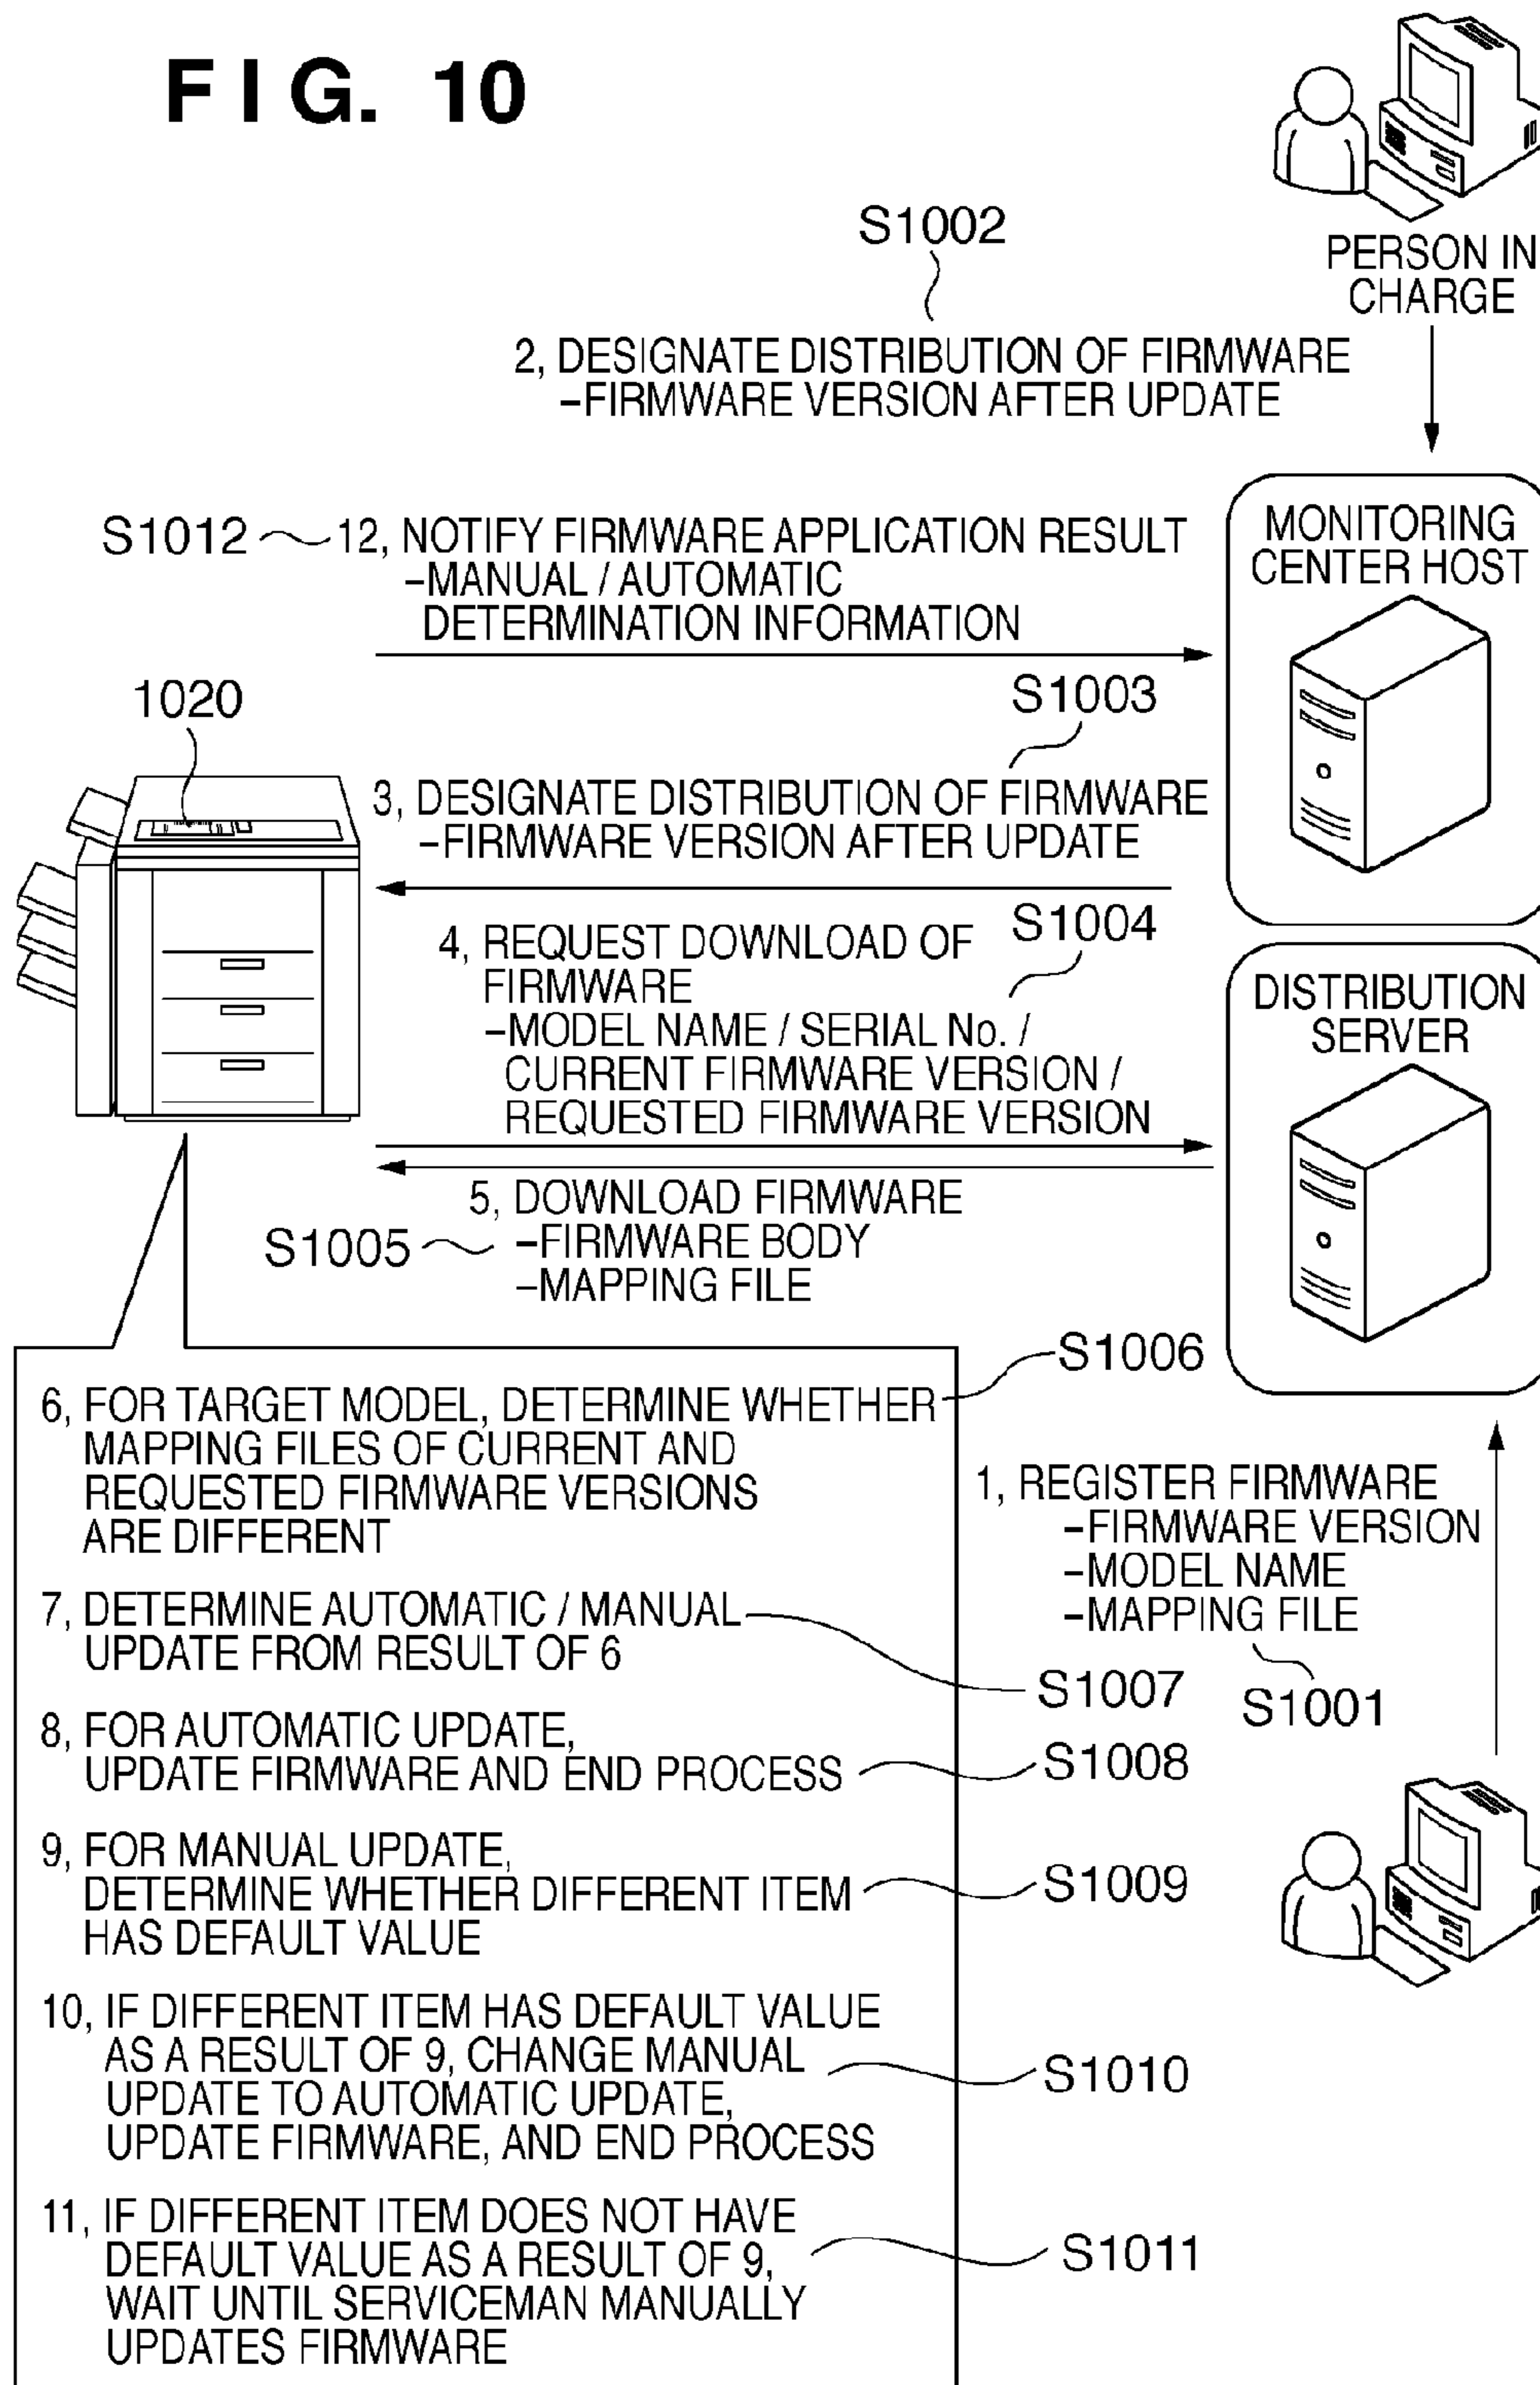 FIG. 10
S1002
PERSON IN
CHARGE
2, DESIGNATE DISTRIBUTION OF FIRMWARE
-FIRMWARE VERSION AFTER UPDATE
S1012
12, NOTIFY FIRMWARE APPLICATION RESULT
-MANUAL / AUTOMATIC
DETERMINATION INFORMATION
MONITORING
CENTER HOST
1020
S1003
3, DESIGNATE DISTRIBUTION OF FIRMWARE
-FIRMWARE VERSION AFTER UPDATE
S1004
4, REQUEST DOWNLOAD OF
FIRMWARE
-MODEL NAME / SERIAL No. /
CURRENT FIRMWARE VERSION /
REQUESTED FIRMWARE VERSION
DISTRIBUTION
SERVER
5, DOWNLOAD FIRMWARE
-FIRMWARE BODY
-MAPPING FILE
S1005
S1006
6, FOR TARGET MODEL, DETERMINE WHETHER
MAPPING FILES OF CURRENT AND
REQUESTED FIRMWARE VERSIONS
ARE DIFFERENT
1, REGISTER FIRMWARE
-FIRMWARE VERSION
-MODEL NAME
-MAPPING FILE
S1001
7, DETERMINE AUTOMATIC / MANUAL
UPDATE FROM RESULT OF 6
S1007
8, FOR AUTOMATIC UPDATE,
UPDATE FIRMWARE AND END PROCESS
S1008
9, FOR MANUAL UPDATE,
DETERMINE WHETHER DIFFERENT ITEM
HAS DEFAULT VALUE
S1009
10, IF DIFFERENT ITEM HAS DEFAULT VALUE
AS A RESULT OF 9, CHANGE MANUAL
UPDATE TO AUTOMATIC UPDATE,
UPDATE FIRMWARE, AND END PROCESS
S1010
11, IF DIFFERENT ITEM DOES NOT HAVE
DEFAULT VALUE AS A RESULT OF 9,
WAIT UNTIL SERVICEMAN MANUALLY
UPDATES FIRMWARE
S1011